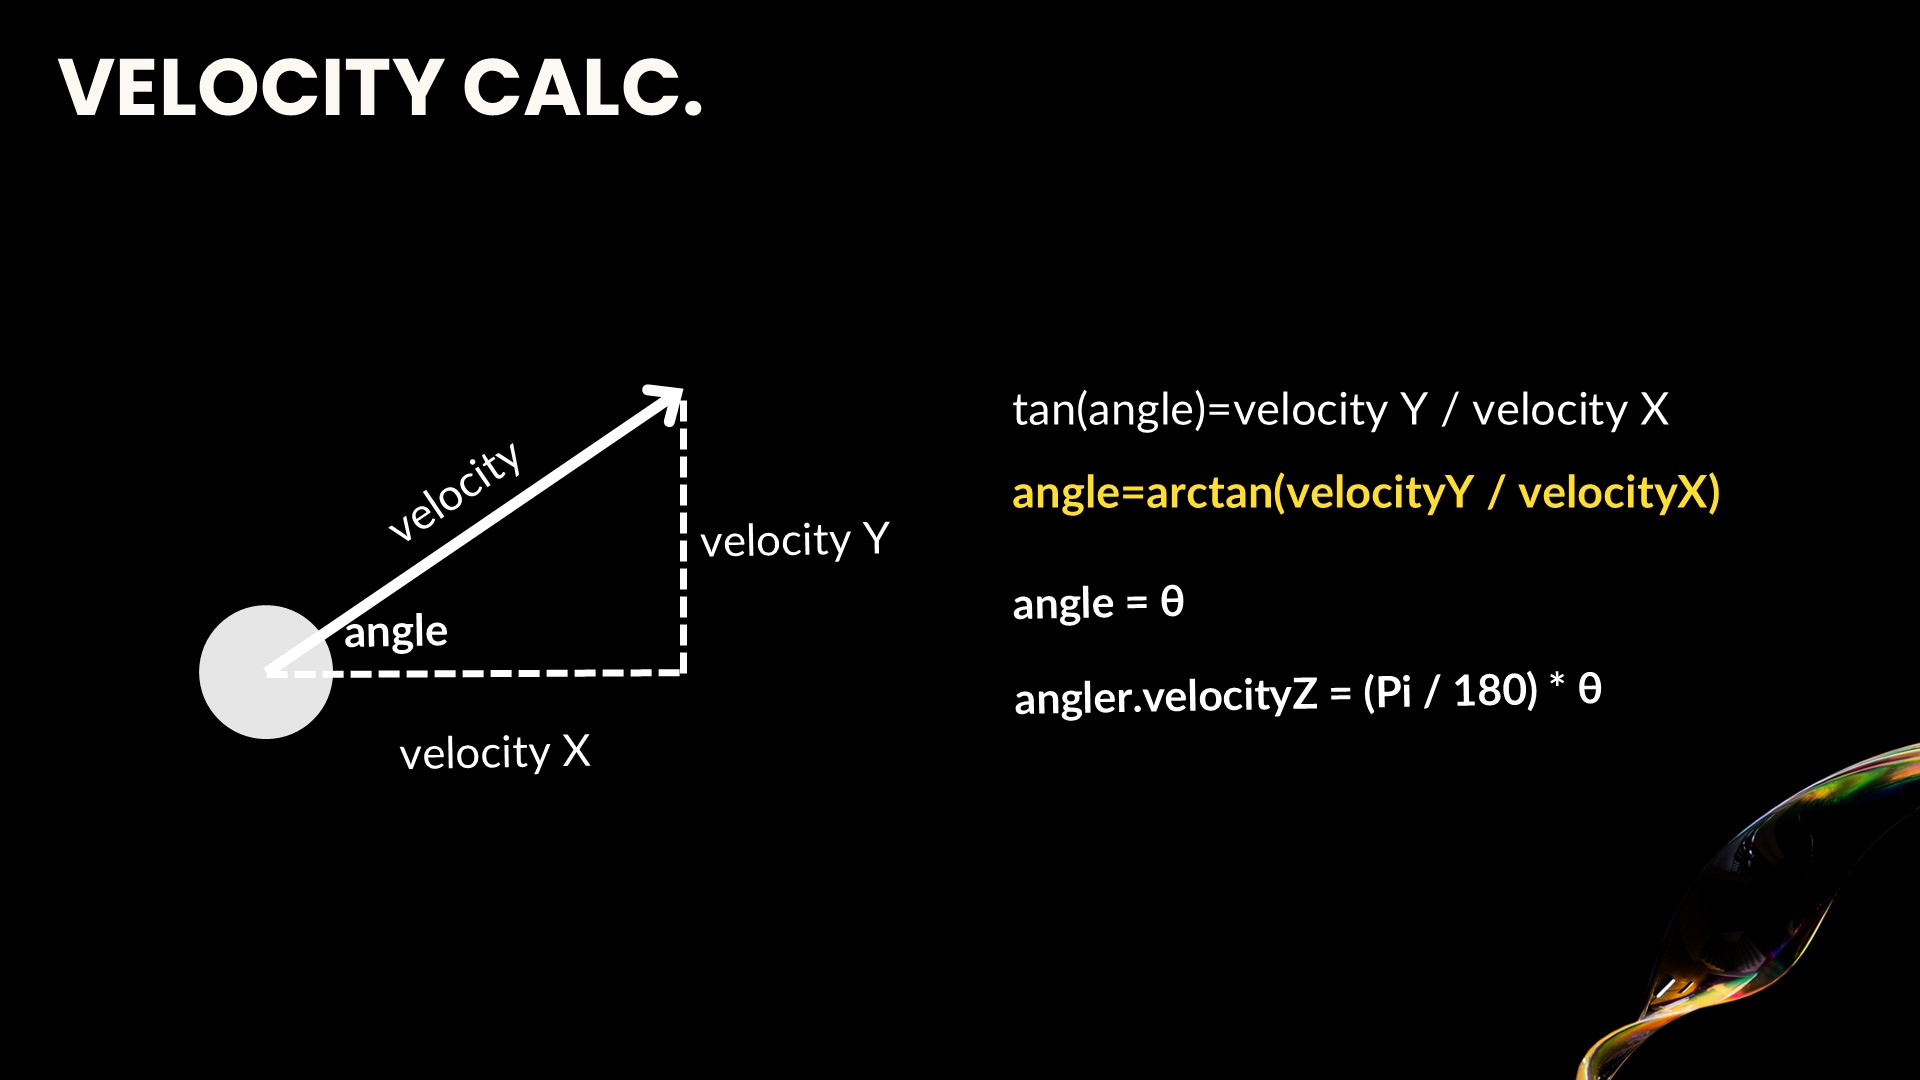 VELOCITY CALC.
velocity
angle
velocity Y
velocity X
tan(angle)=velocity Y / velocity X
angle=arctan(velocityY / velocityX)
angle = θ
angler.velocityZ = (Pi / 180) * θ